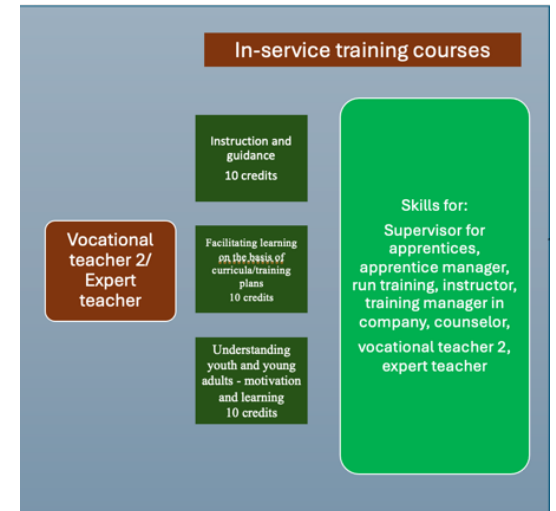 In-service training courses
Instruction and
guidance
10 credits
Vocational
teacher 2/
Expert
teacher
Facilitating learning
on the basis of
curricula/training
plans
10 credits
Understanding
youth and young
adults - motivation
and learning
10 credits
Skills for:
Supervisor for
apprentices,
apprentice manager,
run training, instructor,
training manager in
company, counselor,
vocational teacher 2,
expert teacher